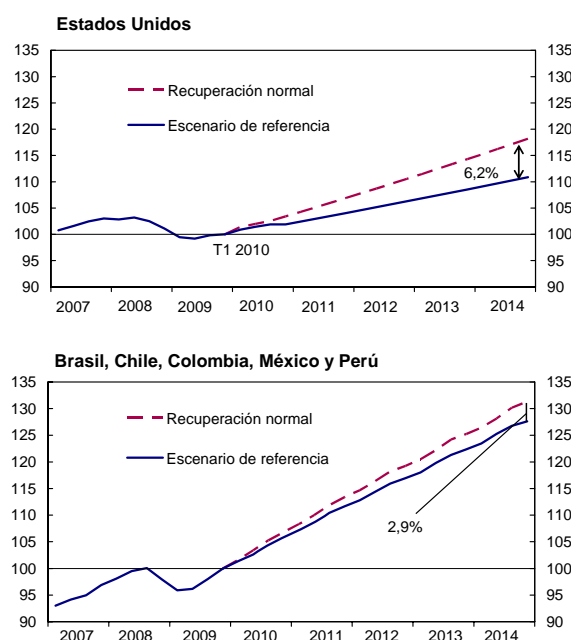 Estados Unidos
135 135
130 130
Recuperación normal
125 125
Escenario de referencia
120 120
115 115
6,2%
110 110
105 105
100 100
T1 2010
95 95
90 90
2007 2008 2009 2010 2011 2012 2013 2014
Brasil, Chile, Colombia, México y Perú
135 135
130 130
Recuperación normal
125 125
Escenario de referencia
120 120
115 115
110 110
2,9%
105 105
100 100
95 95
90 90
2007 2008 2009 2010 2011 2012 2013 2014